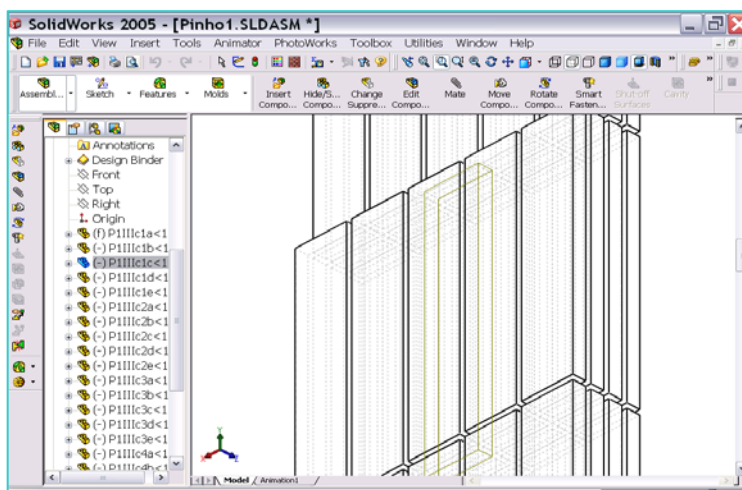 SolidWorks 2005 - [Pinho1.SLDASM *]
File Edit View Insert Tools Animator PhotoWorks Toolbox Utilities Window Help
Assembl... Sketch Features Molds Insert Compo... Hide/S... Compo... Change Suppre... Edit Compo... Mate Move Compo... Rotate Compo... Smart Fasten... Shut-off Surfaces Cavity
Annotations
Design Binder
Front
Top
Right
Origin
(f) P1IIIc1a<1
(-) P1IIIc1b<1
(-) P1IIIc1c<1
(-) P1IIIc1d<1
(-) P1IIIc1e<1
(-) P1IIIc2a<1
(-) P1IIIc2b<1
(-) P1IIIc2c<1
(-) P1IIIc2d<1
(-) P1IIIc2e<1
(-) P1IIIc3a<1
(-) P1IIIc3b<1
(-) P1IIIc3c<1
(-) P1IIIc3d<1
(-) P1IIIc3e<1
(-) P1IIIc4a<1
(-) P1IIIc4b<1
Y
X
Z
Model Animation1